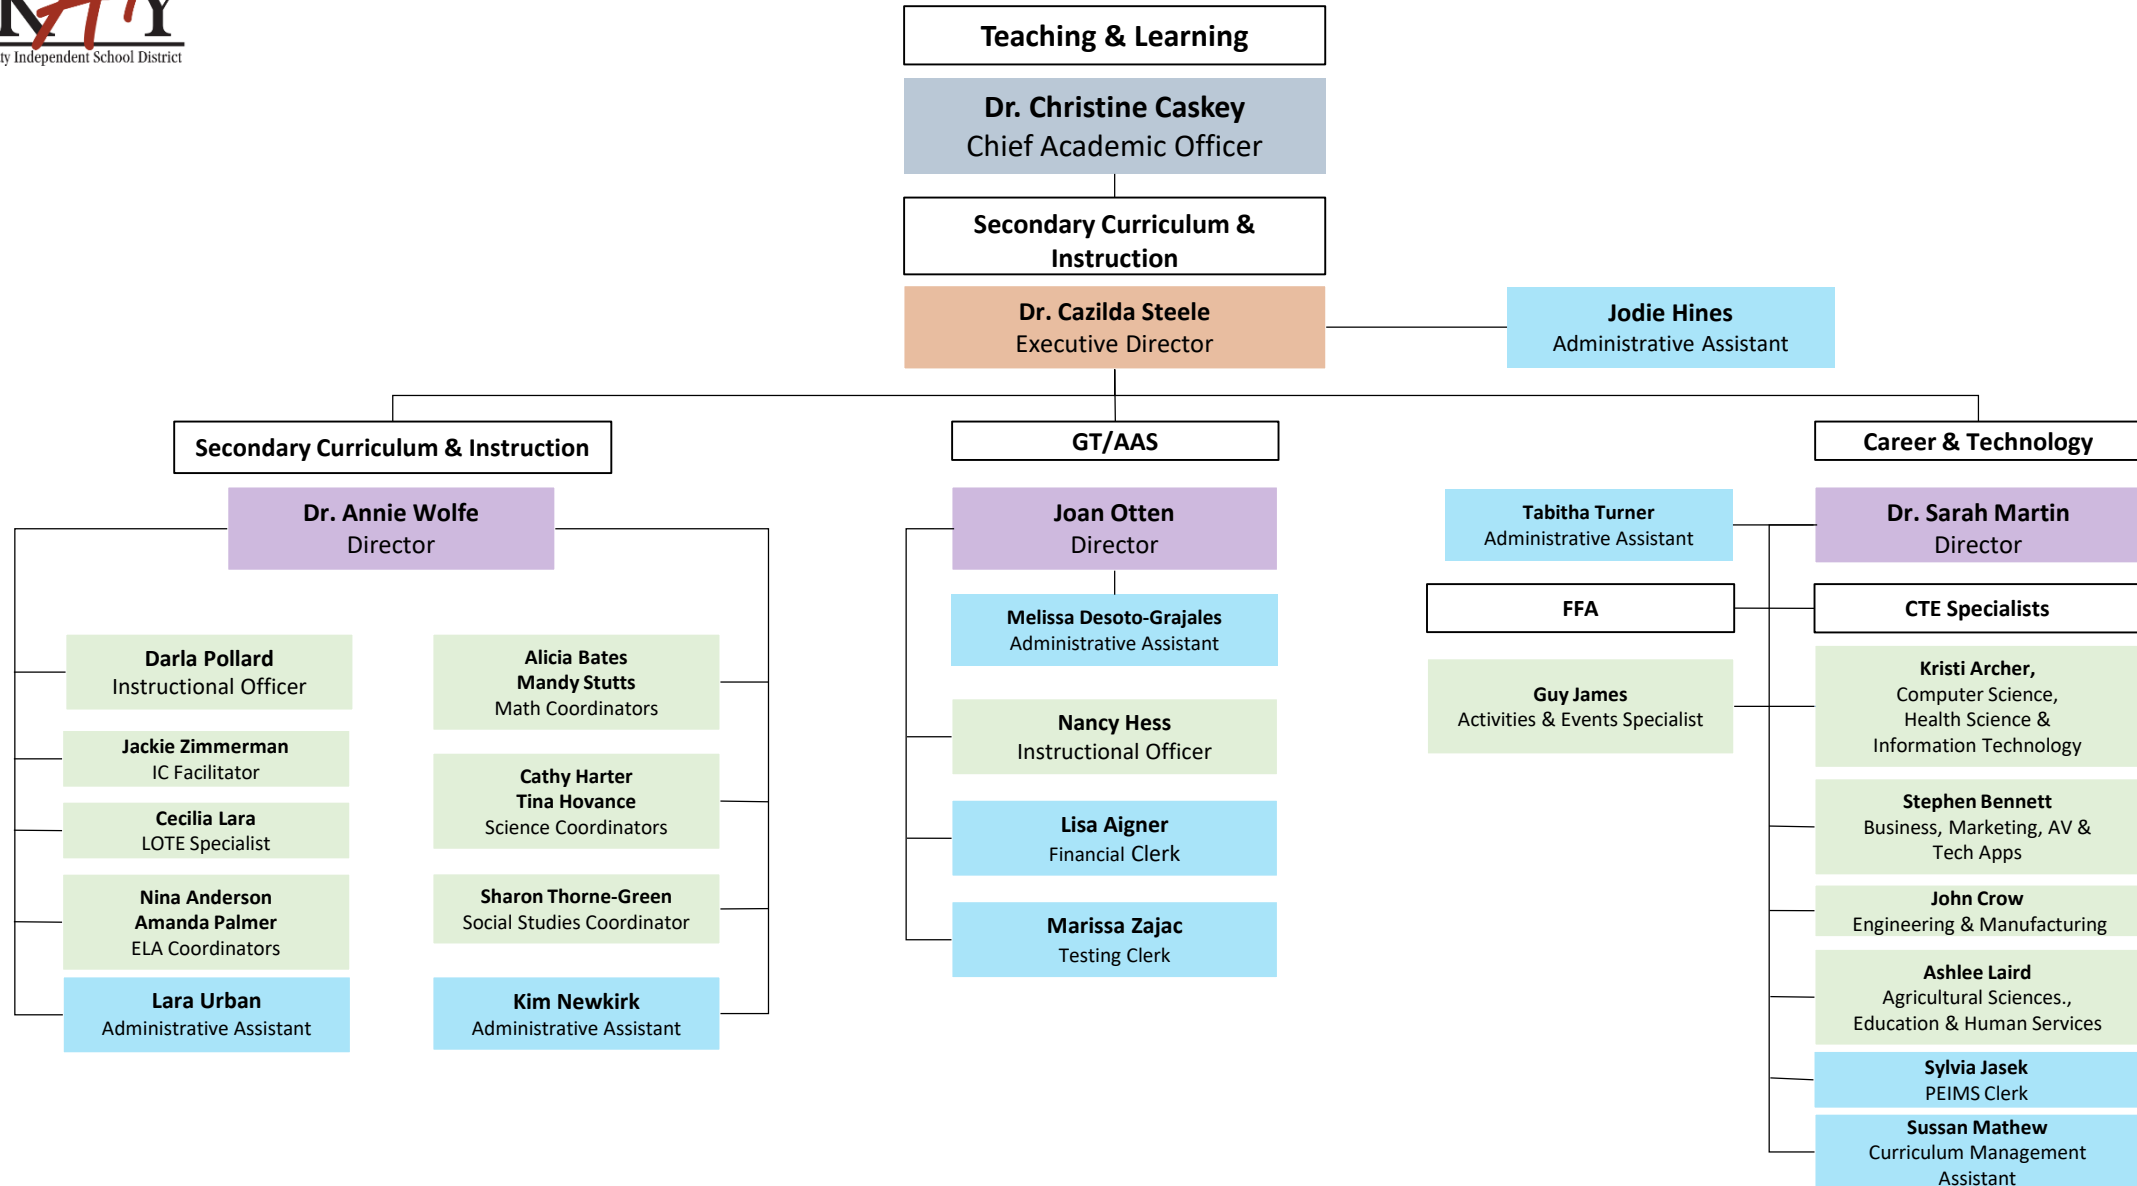 KATY
ty Independent School District
Teaching & Learning
Dr. Christine Caskey
Chief Academic Officer
Secondary Curriculum &
Instruction
Dr. Cazilda Steele
Executive Director
Jodie Hines
Administrative Assistant
Secondary Curriculum & Instruction
Dr. Annie Wolfe
Director
Darla Pollard
Instructional Officer
Jackie Zimmerman
IC Facilitator
Cecilia Lara
LOTE Specialist
Nina Anderson
Amanda Palmer
ELA Coordinators
Lara Urban
Administrative Assistant
Alicia Bates
Mandy Stutts
Math Coordinators
Cathy Harter
Tina Hovance
Science Coordinators
Sharon Thorne-Green
Social Studies Coordinator
Kim Newkirk
Administrative Assistant
GT/AAS
Joan Otten
Director
Melissa Desoto-Grajales
Administrative Assistant
Nancy Hess
Instructional Officer
Lisa Aigner
Financial Clerk
Marissa Zajac
Testing Clerk
Career & Technology
Dr. Sarah Martin
Director
Tabitha Turner
Administrative Assistant
FFA
Guy James
Activities & Events Specialist
CTE Specialists
Kristi Archer,
Computer Science,
Health Science &
Information Technology
Stephen Bennett
Business, Marketing, AV &
Tech Apps
John Crow
Engineering & Manufacturing
Ashlee Laird
Agricultural Sciences.,
Education & Human Services
Sylvia Jasek
PEIMS Clerk
Sussan Mathew
Curriculum Management
Assistant